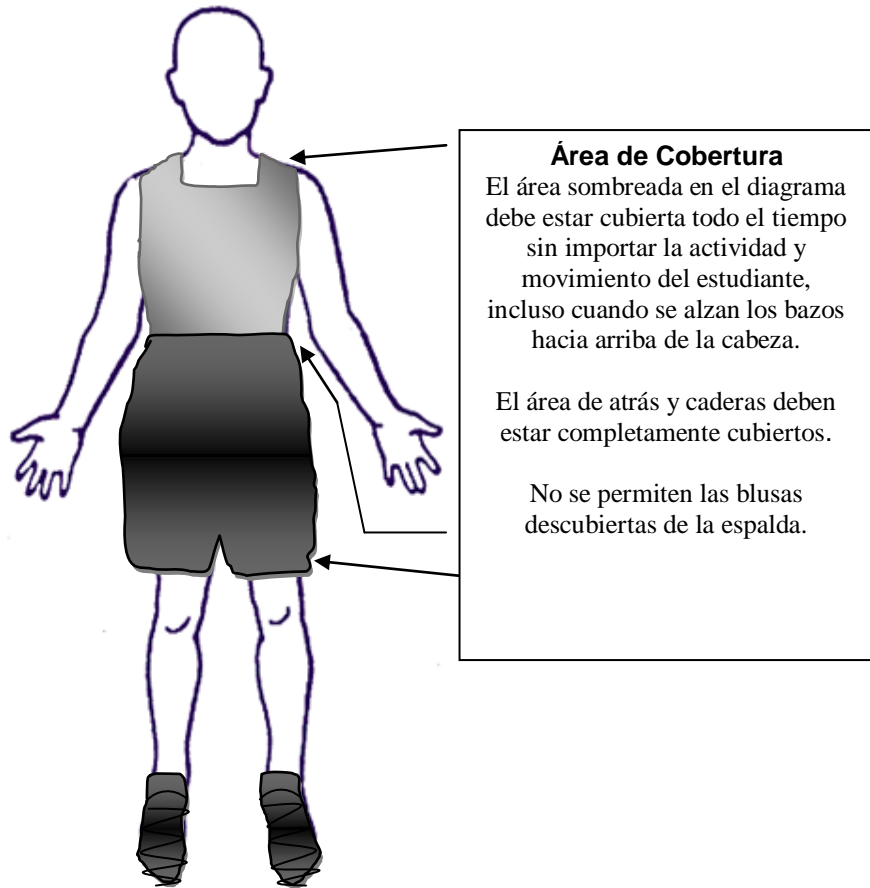 Área de Cobertura
El área sombreada en el diagrama
debe estar cubierta todo el tiempo
sin importar la actividad y
movimiento del estudiante,
incluso cuando se alzan los bazos
hacia arriba de la cabeza.
El área de atrás y caderas deben
estar completamente cubiertos.
No se permiten las blusas
descubiertas de la espalda.